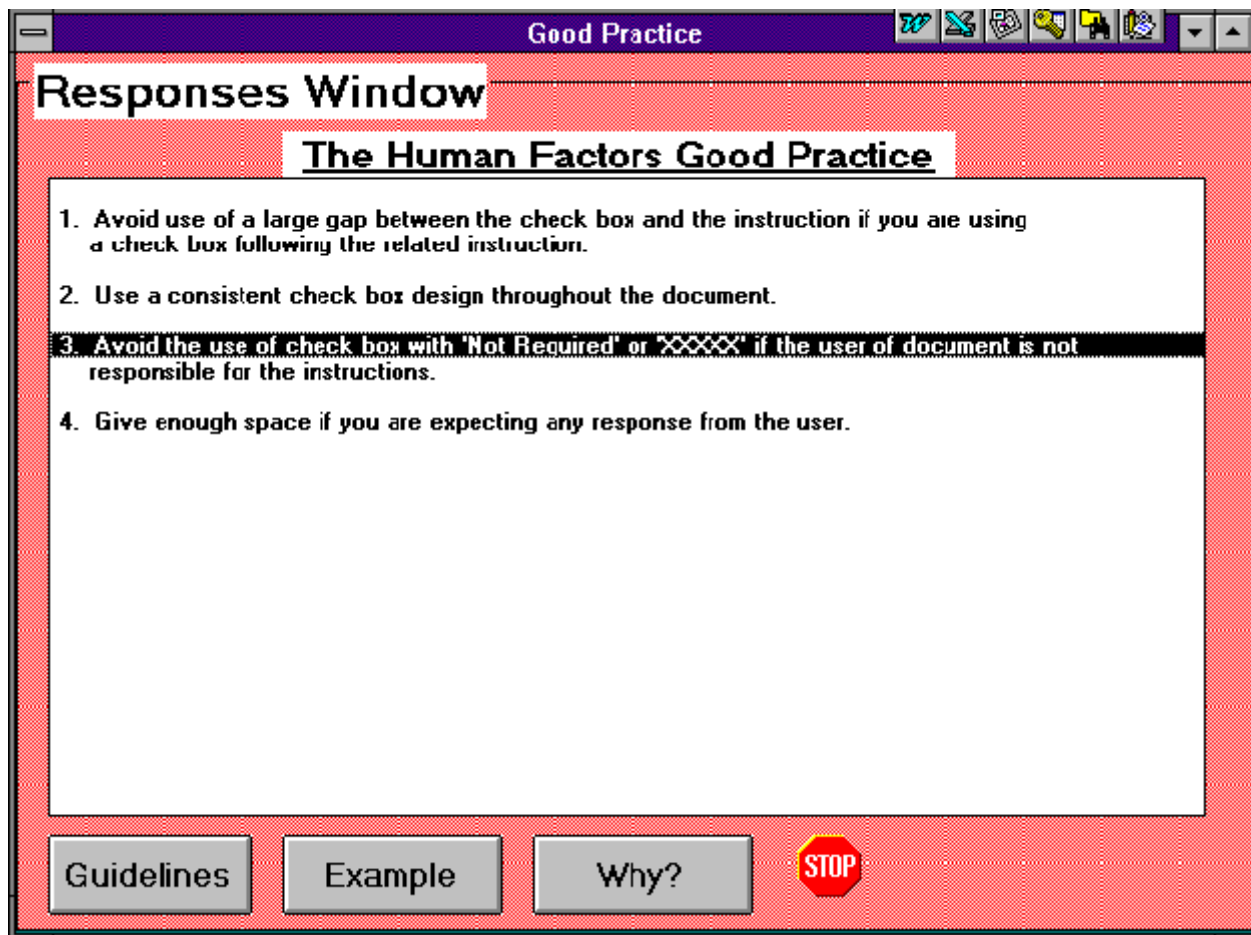 Good Practice
Responses Window
The Human Factors Good Practice
1. Avoid use of a large gap between the check box and the instruction if you are using
a check box following the related instruction.
2. Use a consistent check box design throughout the document.
3. Avoid the use of check box with 'Not Required' or 'XXXXX' if the user of document is not
responsible for the instructions.
4. Give enough space if you are expecting any response from the user.
Guidelines
Example
Why?
STOP